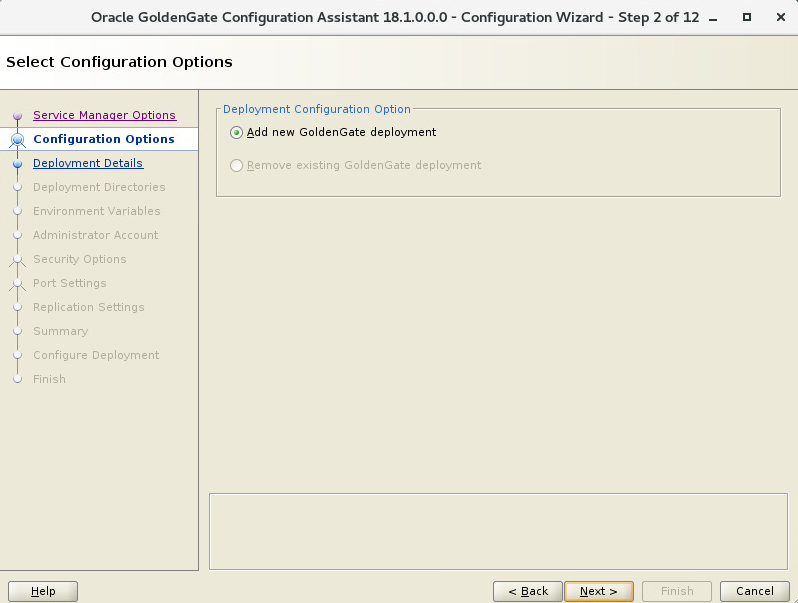 Oracle GoldenGate Configuration Assistant 18.1.0.0.0 - Configuration Wizard - Step 2 of 12
Select Configuration Options
Service Manager Options
Configuration Options
Deployment Details
Deployment Directories
Environment Variables
Administrator Account
Security Options
Port Settings
Replication Settings
Summary
Configure Deployment
Finish
Deployment Configuration Option
Add new GoldenGate deployment
Remove existing GoldenGate deployment
Help
< Back
Next >
Finish
Cancel